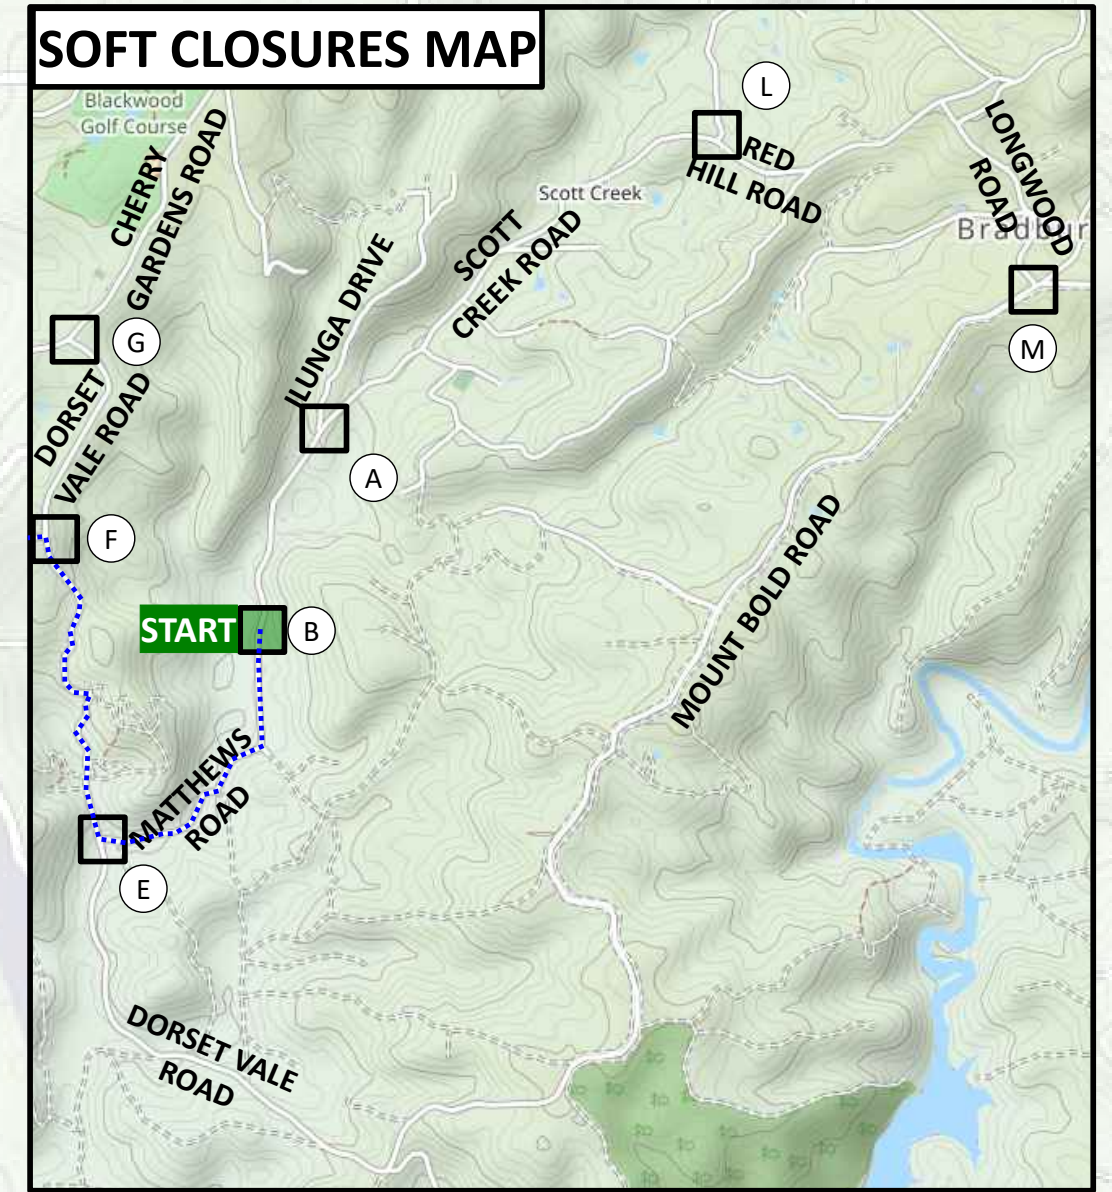 SOFT CLOSURES MAP
Blackwood
Golf Course
L
CHERRY
GARDENS ROAD
RED
HILL ROAD
LONGWOOD
ROAD
Scott Creek
Bradbur
SCOTT
CREEK ROAD
ILUNGA DRIVE
G
M
DORSET
VALE ROAD
A
F
MOUNT BOLD ROAD
START
B
MATTHEWS
ROAD
E
DORSET VALE
ROAD